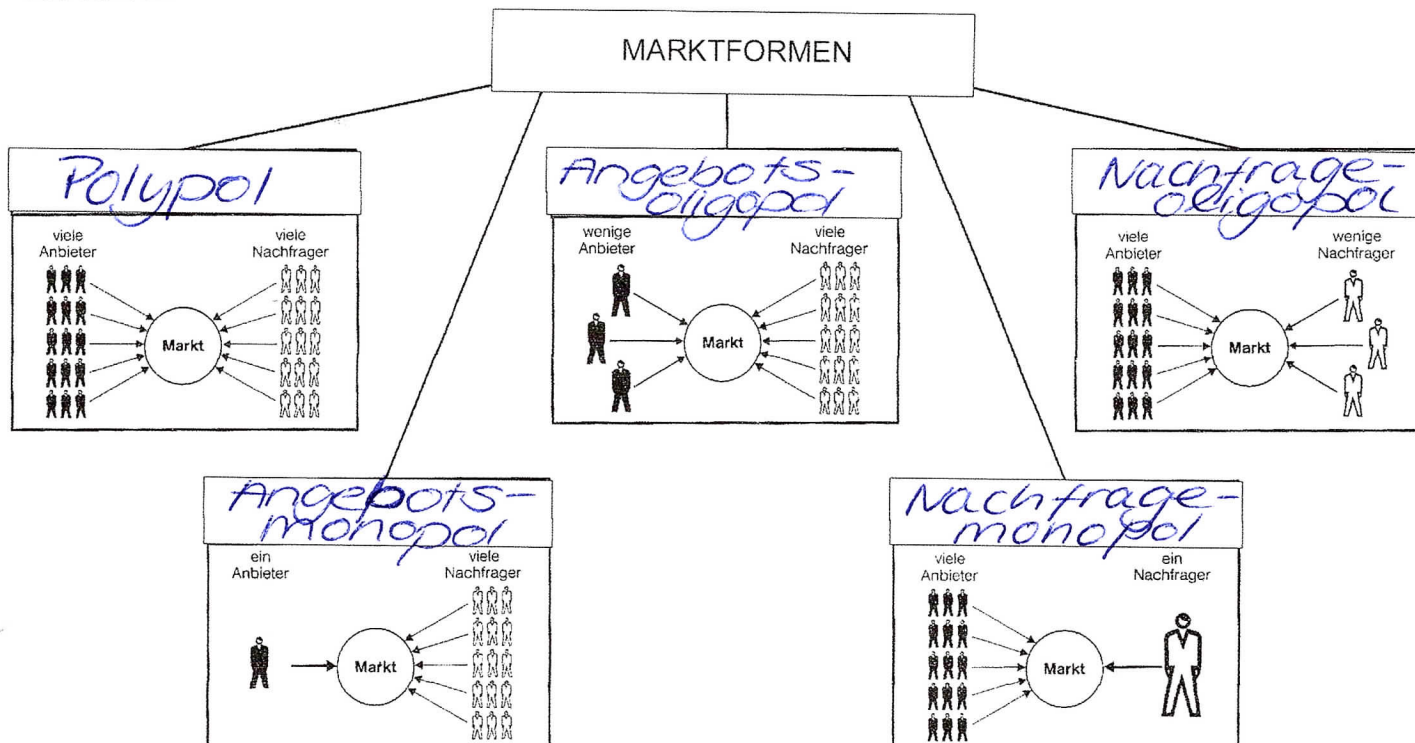 MARKTFORMEN
Polypol
viele
Anbieter
viele
Nachfrager
Markt
Angebots-
oligopol
wenige
Anbieter
viele
Nachfrager
Markt
Nachfrage-
oligopol
viele
Anbieter
wenige
Nachfrager
Markt
Angebots-
monopol
ein
Anbieter
viele
Nachfrager
Markt
Nachfrage-
monopol
viele
Anbieter
ein
Nachfrager
Markt